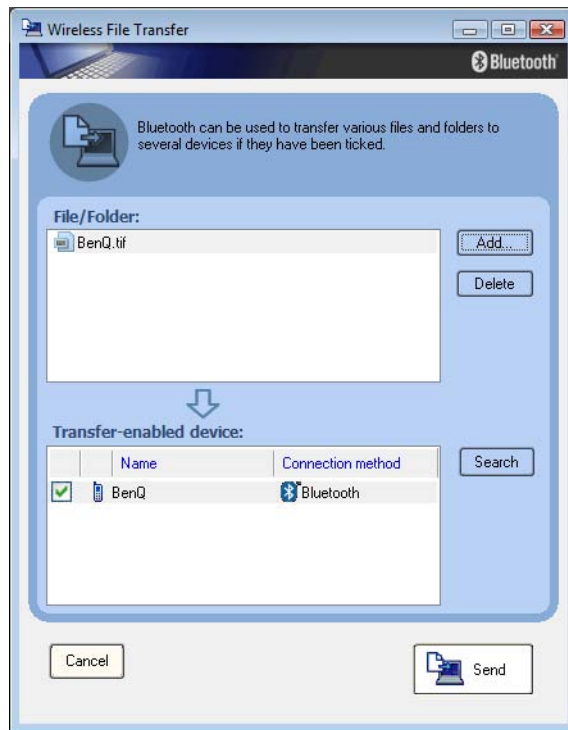 Wireless File Transfer
Bluetooth
Bluetooth can be used to transfer various files and folders to
several devices if they have been ticked.
File/Folder:
BenQ.tif
Add...
Delete
Transfer-enabled device:
Name Connection method
Search
BenQ Bluetooth
Cancel
Send